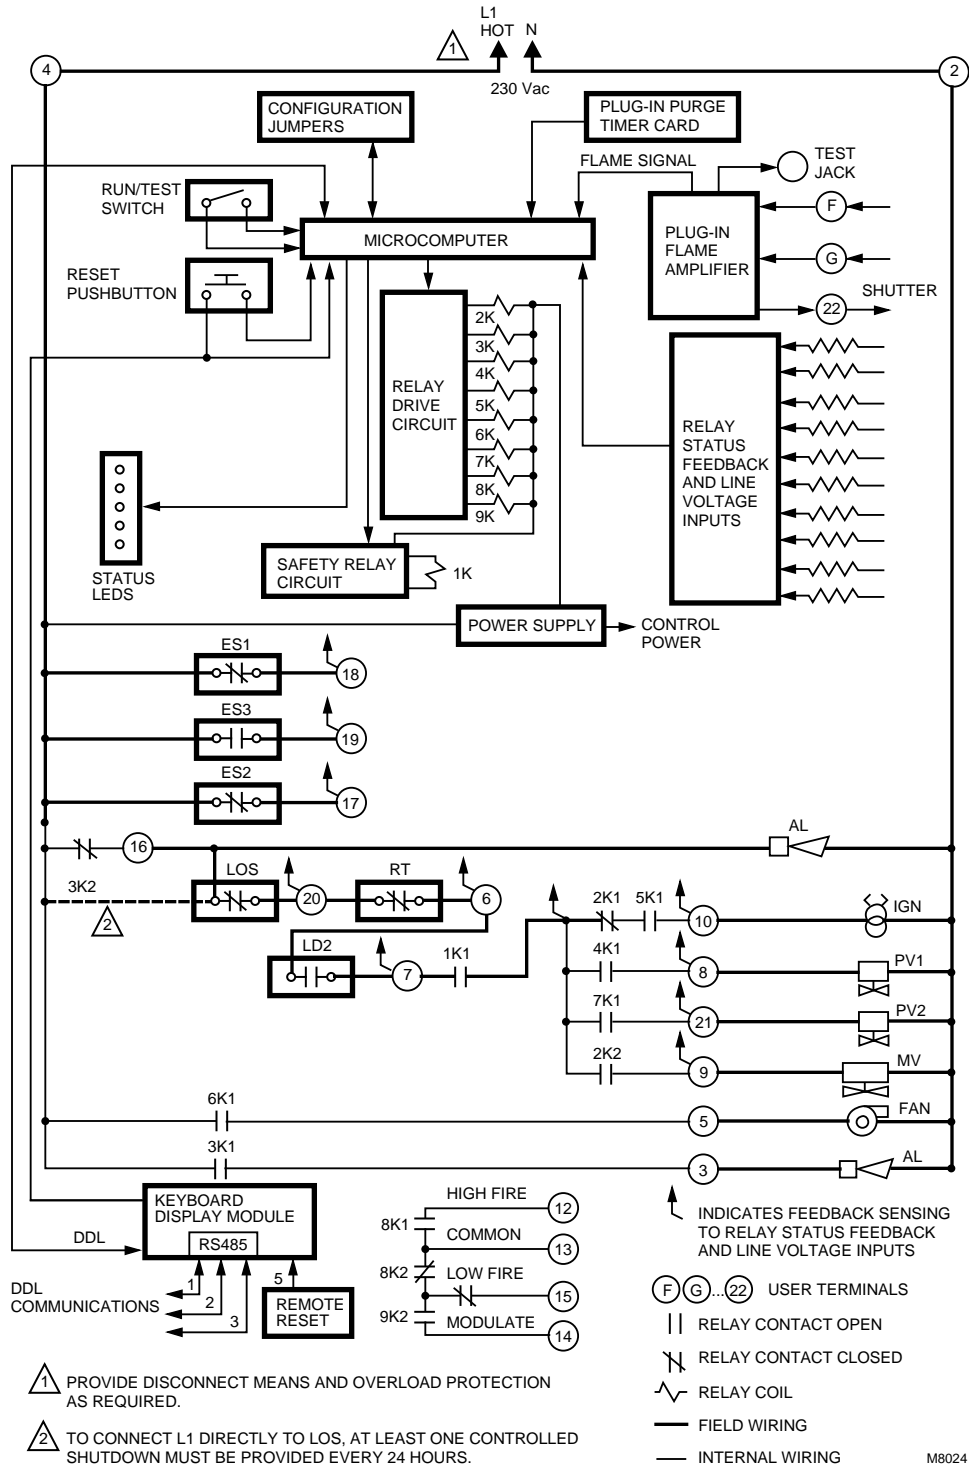 L1
HOT N
1
4
2
230 Vac
CONFIGURATION
JUMPERS
PLUG-IN PURGE
TIMER CARD
FLAME SIGNAL
TEST
JACK
RUN/TEST
SWITCH
F
MICROCOMPUTER
PLUG-IN
FLAME
AMPLIFIER
G
RESET
PUSHBUTTON
SHUTTER
22
2K
3K
4K
5K
6K
7K
8K
9K
RELAY
DRIVE
CIRCUIT
RELAY
STATUS
FEEDBACK
AND LINE
VOLTAGE
INPUTS
STATUS
LEDS
SAFETY RELAY
CIRCUIT
1K
POWER SUPPLY
CONTROL
POWER
ES1
18
ES3
19
ES2
17
16
AL
3K2
2
LOS
20
RT
6
2K1
5K1
10
IGN
LD2
7
1K1
4K1
8
PV1
7K1
21
PV2
2K2
9
MV
6K1
5
FAN
3K1
3
AL
KEYBOARD
DISPLAY MODULE
RS485
DDL
DDL
COMMUNICATIONS
1
2
3
5
REMOTE
RESET
HIGH FIRE
12
8K1
COMMON
13
8K2
LOW FIRE
15
9K2
MODULATE
14
INDICATES FEEDBACK SENSING
TO RELAY STATUS FEEDBACK
AND LINE VOLTAGE INPUTS
F G...22 USER TERMINALS
RELAY CONTACT OPEN
RELAY CONTACT CLOSED
RELAY COIL
FIELD WIRING
INTERNAL WIRING
1 PROVIDE DISCONNECT MEANS AND OVERLOAD PROTECTION
AS REQUIRED.
2 TO CONNECT L1 DIRECTLY TO LOS, AT LEAST ONE CONTROLLED
SHUTDOWN MUST BE PROVIDED EVERY 24 HOURS.
M8024